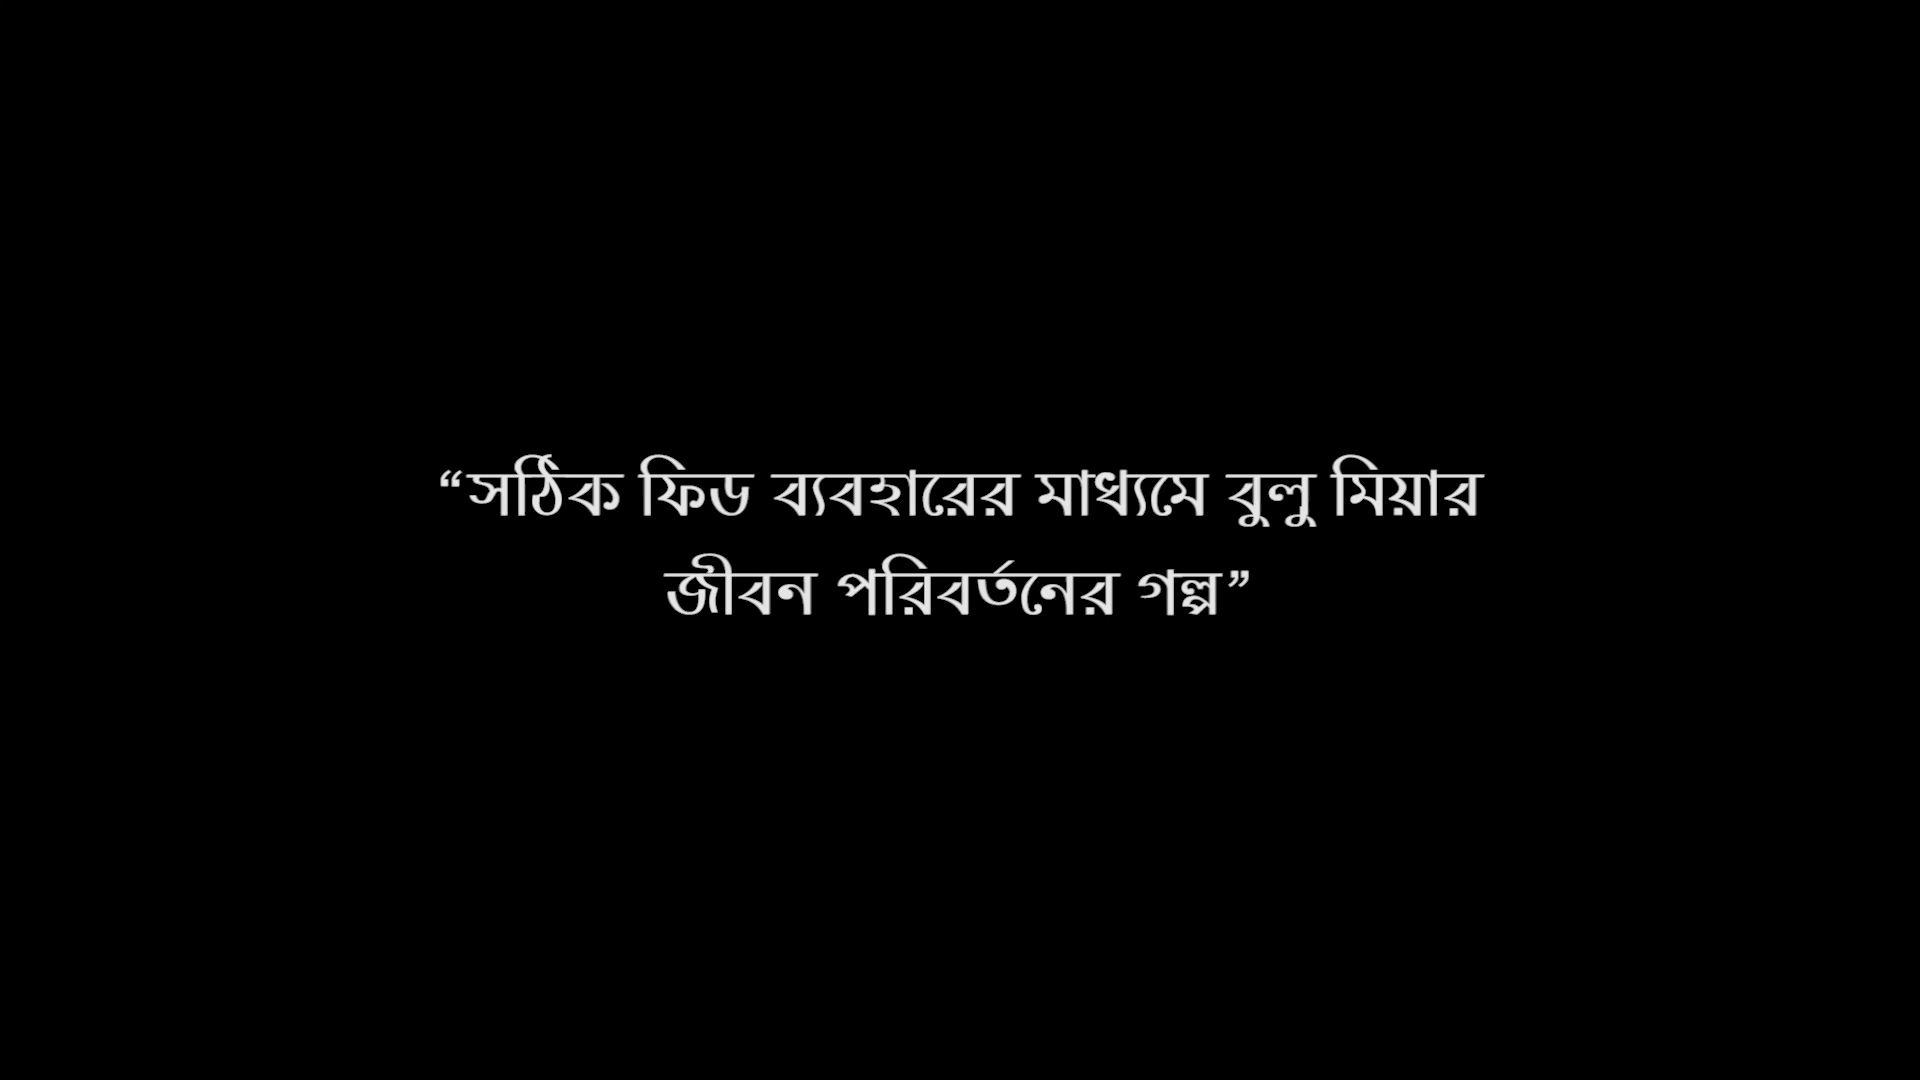 “সঠিক ফিড ব্যবহারের মাধ্যমে বুলু মিয়ার
জীবন পরিবর্তনের গল্প”